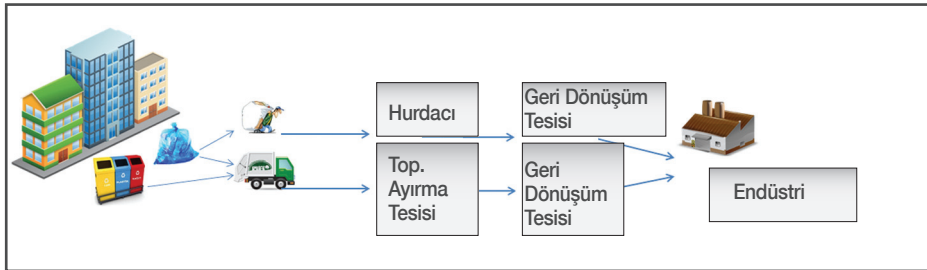 Hurdacı
Geri Dönüşüm
Tesisi
Top.
Ayırma
Tesisi
Geri
Dönüşüm
Tesisi
Endüstri